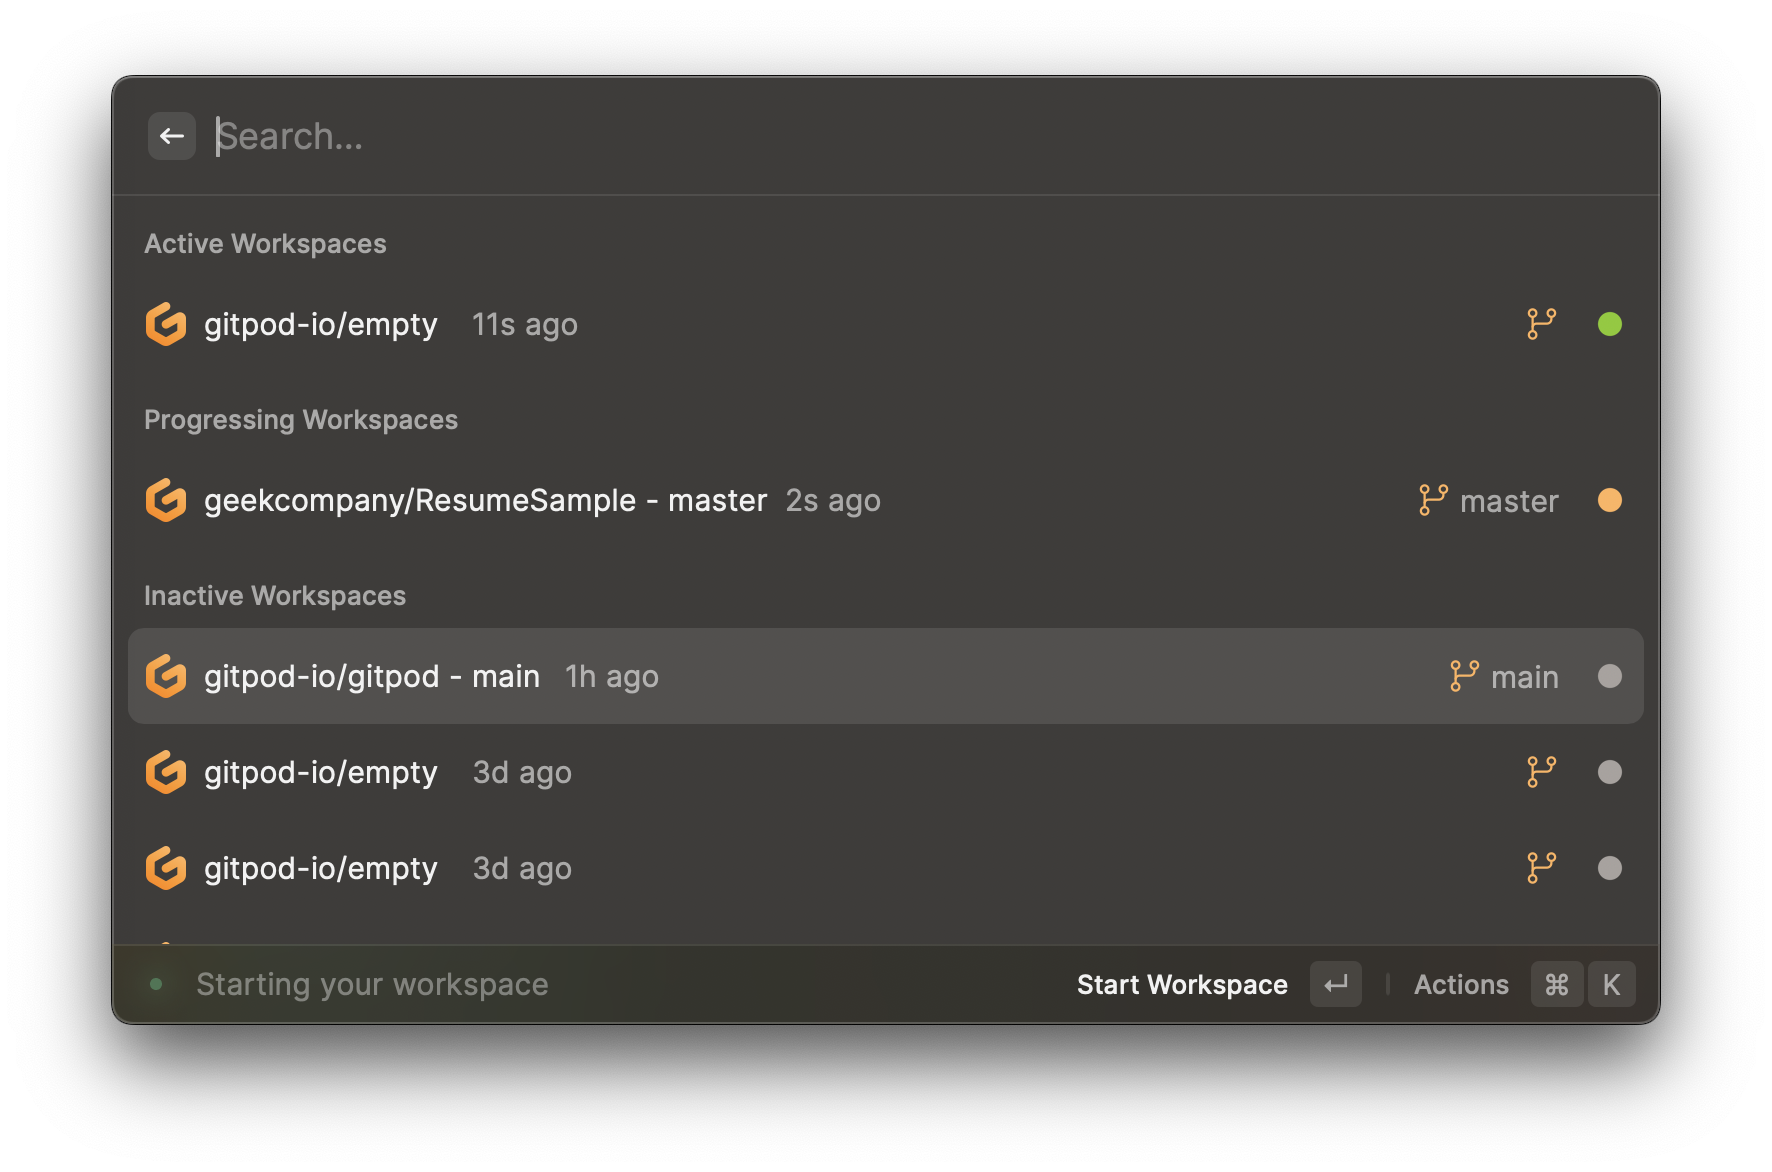 Search...
Active Workspaces
gitpod-io/empty 11s ago
Progressing Workspaces
geekcompany/ResumeSample - master 2s ago master
Inactive Workspaces
gitpod-io/gitpod - main 1h ago main
gitpod-io/empty 3d ago
gitpod-io/empty 3d ago
Starting your workspace Start Workspace ↵ Actions ⌘ K